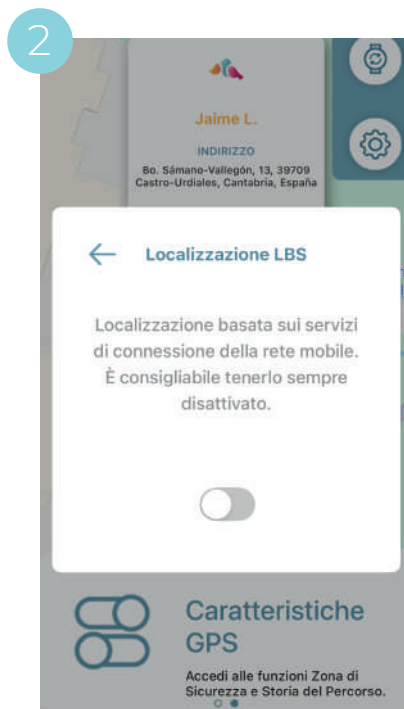 2
Jaime L.
INDIRIZZO
Bo. Sámano-Vallegón, 13, 39709
Castro-Urdiales, Cantabria, España
Localizzazione LBS
Localizzazione basata sui servizi
di connessione della rete mobile.
È consigliabile tenerlo sempre
disattivato.
Caratteristiche
GPS
Accedi alle funzioni Zona di
Sicurezza e Storia del Percorso.